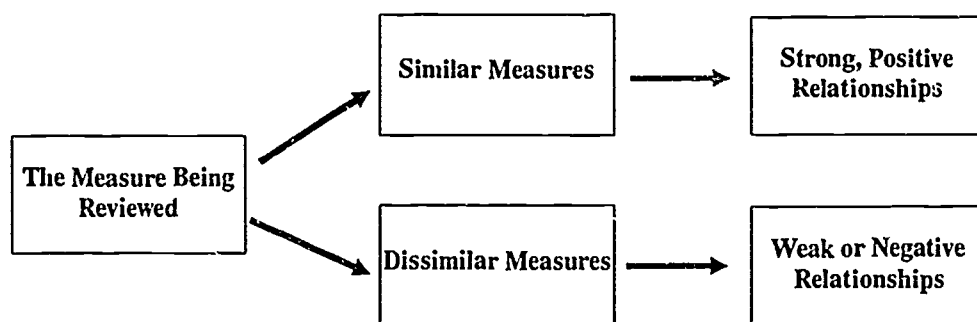 Similar Measures
Strong, Positive
Relationships
The Measure Being
Reviewed
Dissimilar Measures
Weak or Negative
Relationships